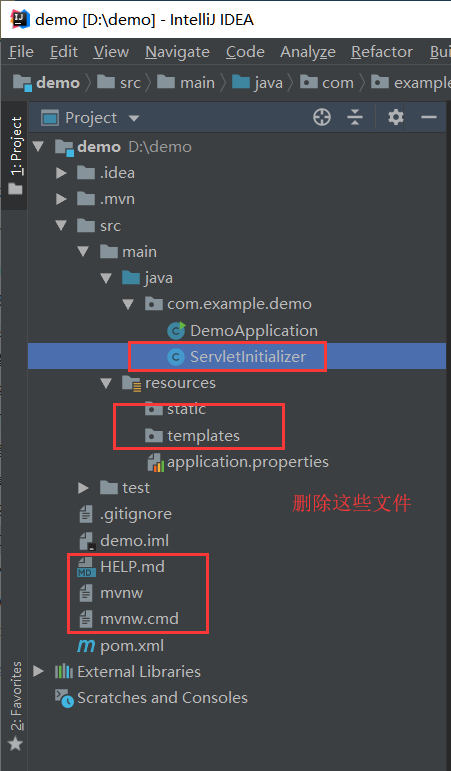 demo [D:\demo] - IntelliJ IDEA
File Edit View Navigate Code Analyze Refactor Bui
demo src main java com example
1: Project
Project
demo D:\demo
.idea
.mvn
src
main
java
com.example.demo
DemoApplication
ServletInitializer
resources
static
templates
application.properties
test
删除这些文件
.gitignore
demo.iml
HELP.md
mvnw
mvnw.cmd
pom.xml
External Libraries
Scratches and Consoles
2: Favorites